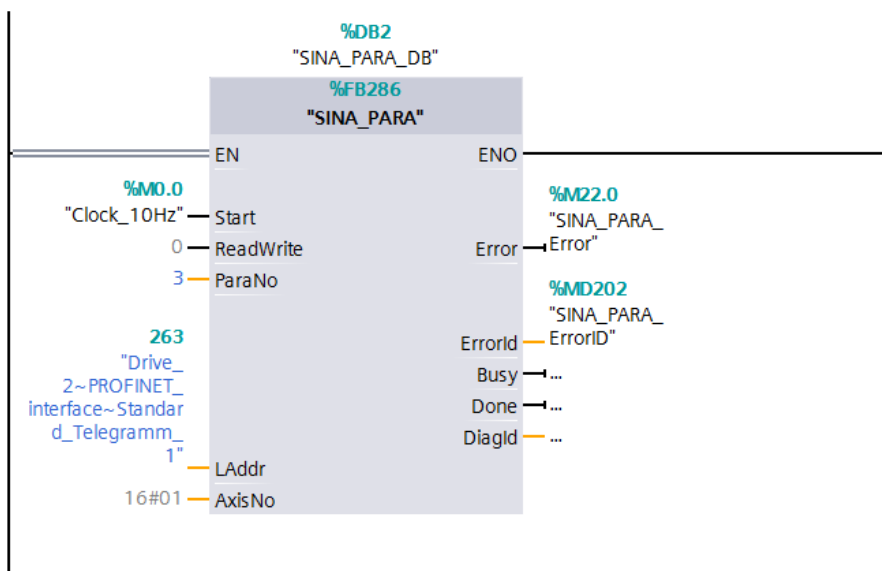 %DB2
"SINA_PARA_DB"
%FB286
"SINA_PARA"
EN
ENO
%M0.0
"Clock_10Hz"
Start
0
ReadWrite
3
ParaNo
%M22.0
"SINA_PARA_
Error"
Error
%MD202
"SINA_PARA_
ErrorID"
ErrorId
Busy
...
Done
...
DiagId
...
263
"Drive_
2~PROFINET_
interface~Standar
d_Telegramm_
1"
LAddr
16#01
AxisNo